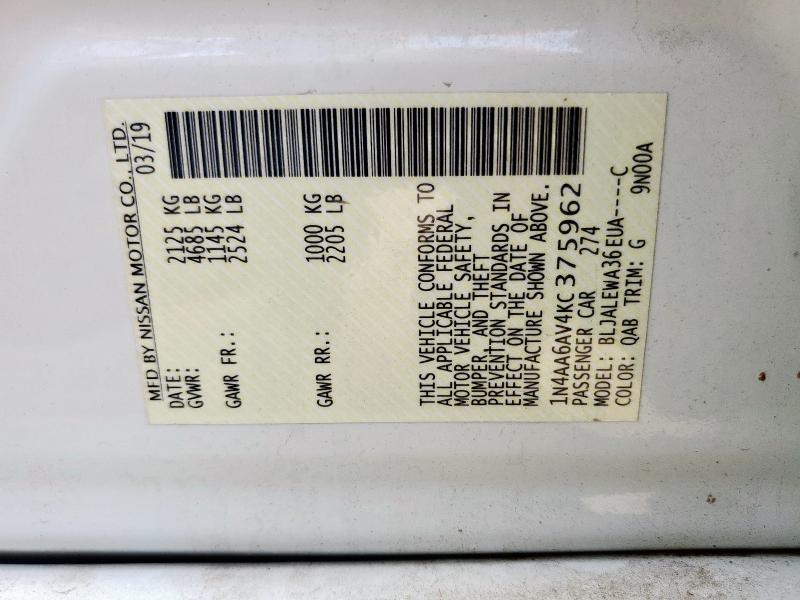 MFD BY NISSAN MOTOR CO., LTD.
DATE: 03/19
GVWR: 2125 KG
4685 LB
GAWR FR.: 1145 KG
2524 LB
GAWR RR.: 1000 KG
2205 LB
THIS VEHICLE CONFORMS TO
ALL APPLICABLE FEDERAL
MOTOR VEHICLE SAFETY,
BUMPER, AND THEFT
PREVENTION STANDARDS IN
EFFECT ON THE DATE OF
MANUFACTURE SHOWN ABOVE.
1N4AA6AV4KC375962
PASSENGER CAR 274
MODEL: BLJALEWA36EUA----C
COLOR: QAB TRIM: G 9N00A